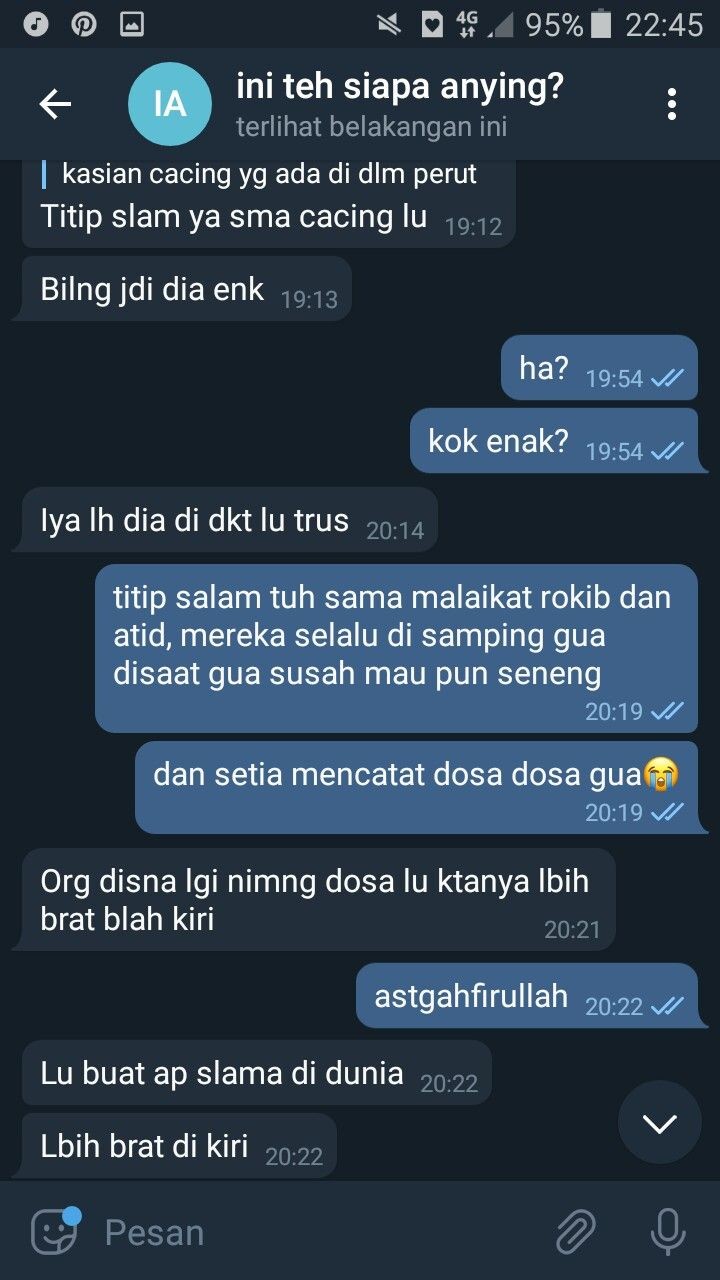 4G 95% 22:45
IA
ini teh siapa anying?
terlihat belakangan ini
kasian cacing yg ada di dlm perut
Titip slam ya sma cacing lu 19:12
Bilng jdi dia enk 19:13
ha? 19:54
kok enak? 19:54
Iya lh dia di dkt lu trus 20:14
titip salam tuh sama malaikat rokib dan
atid, mereka selalu di samping gua
disaat gua susah mau pun seneng
20:19
dan setia mencatat dosa dosa gua😭
20:19
Org disna lgi nimng dosa lu ktanya lbih
brat blah kiri 20:21
astgahfirullah 20:22
Lu buat ap slama di dunia 20:22
Lbih brat di kiri 20:22
Pesan